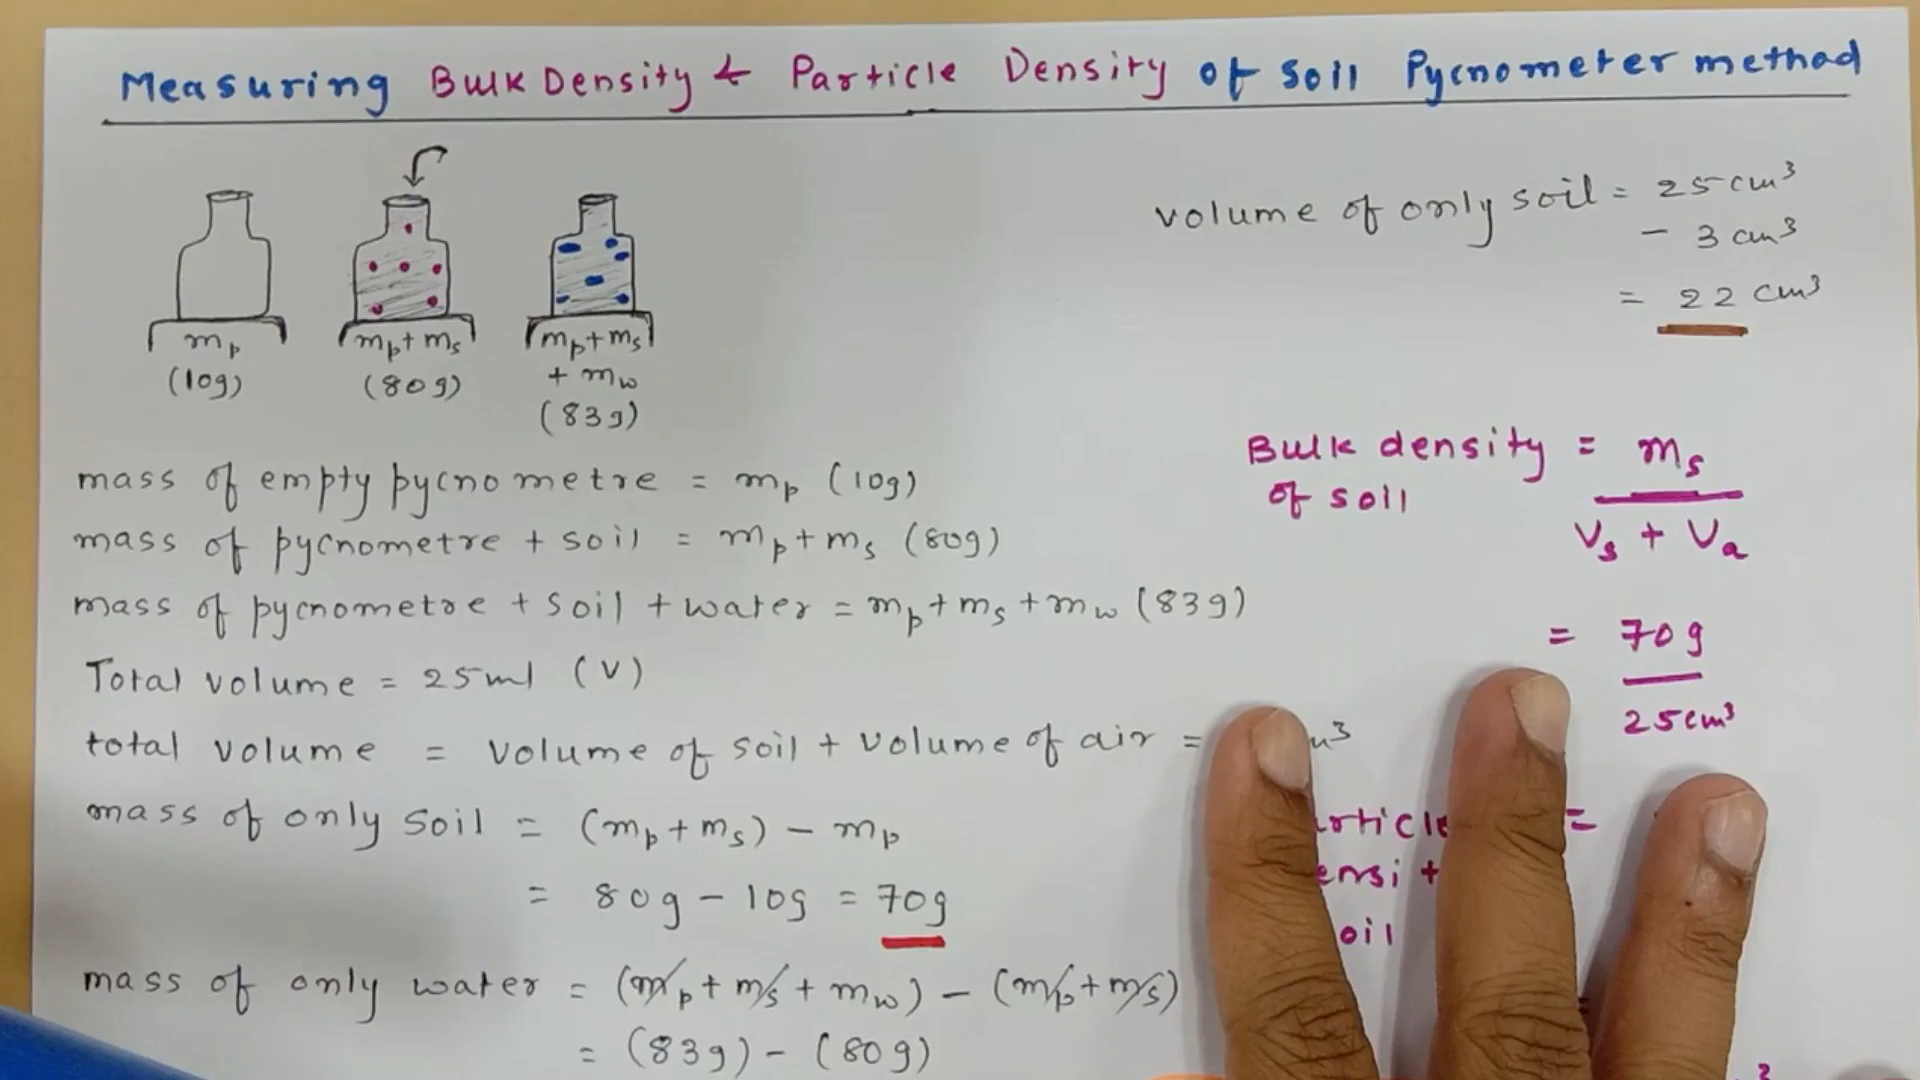 Measuring Bulk Density & Particle Density of Soil Pycnometer method
mp
(10g)
mp + ms
(80g)
mp + ms
+ mw
(83g)
mass of empty pycnometre = mp (10g)
mass of pycnometre + soil = mp + ms (80g)
mass of pycnometre + soil + water = mp + ms + mw (83g)
Total volume = 25ml (V)
total volume = volume of soil + volume of air =
mass of only soil = (mp + ms) - mp
= 80g - 10g = 70g
mass of only water = (mp + ms + mw) - (mp + ms)
= (83g) - (80g)
volume of only soil = 25 cm³
- 3 cm³
= 22 cm³
Bulk density = ms
of soil
Vs + Va
= 70g
25cm³
=